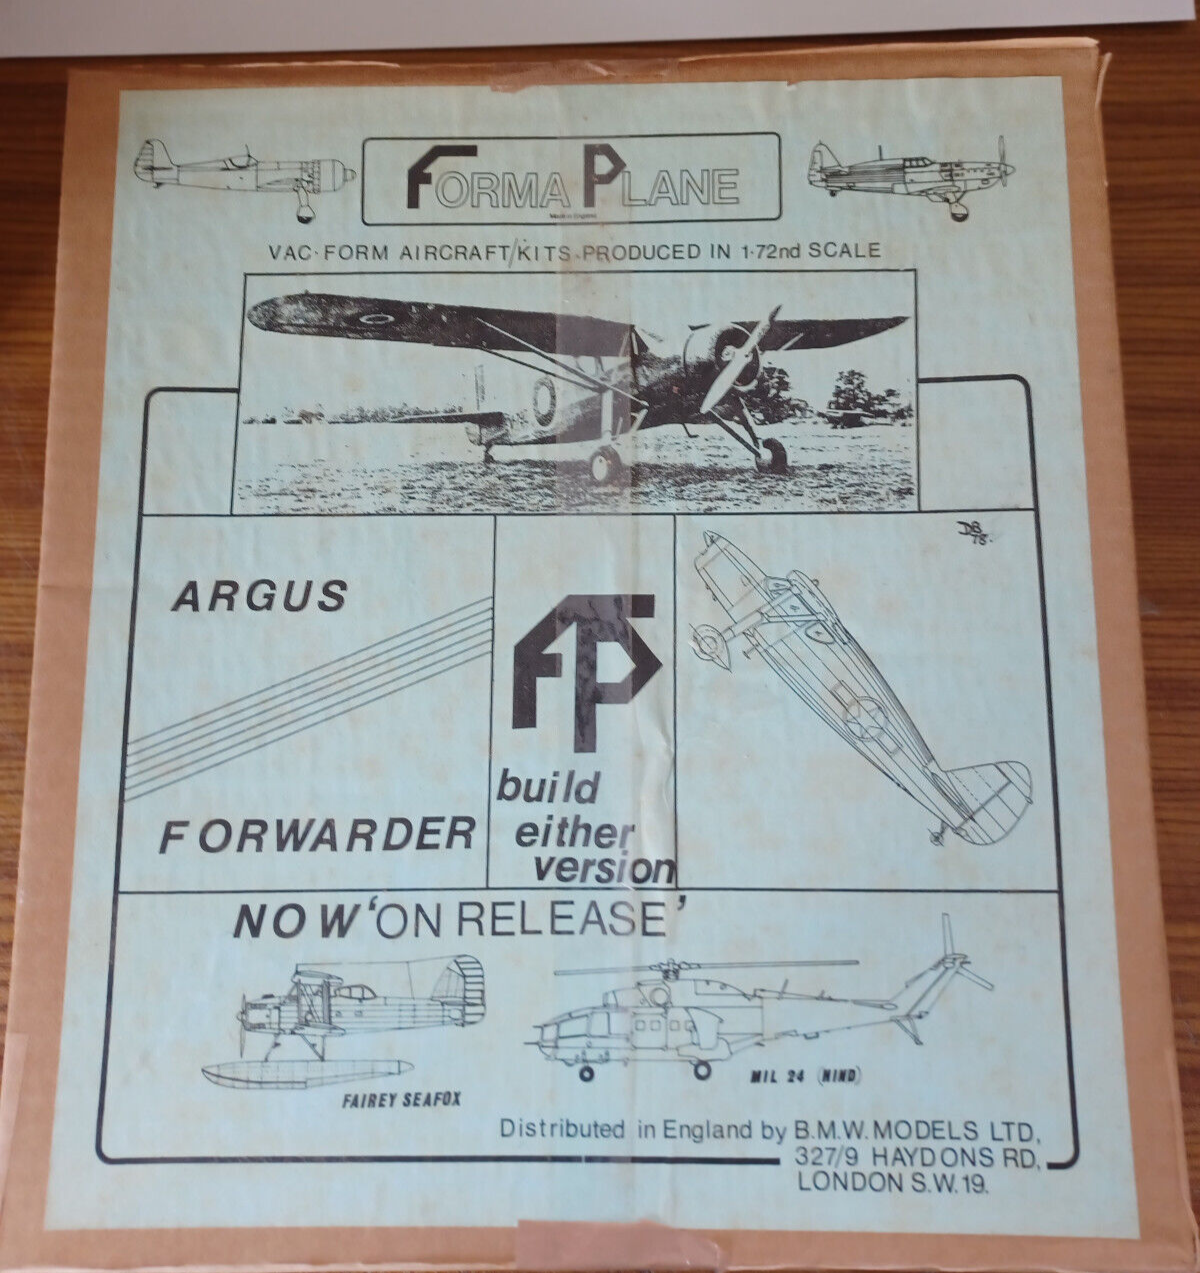 FORMA PLANE
Made in England
VAC·FORM AIRCRAFT/KITS·PRODUCED IN 1·72nd SCALE
DB
78.
ARGUS
FP
FORWARDER
build
either
version
NOW 'ON RELEASE'
FAIREY SEAFOX
MIL 24 (HIND)
Distributed in England by B.M.W. MODELS LTD,
327/9 HAYDONS RD,
LONDON S.W.19.